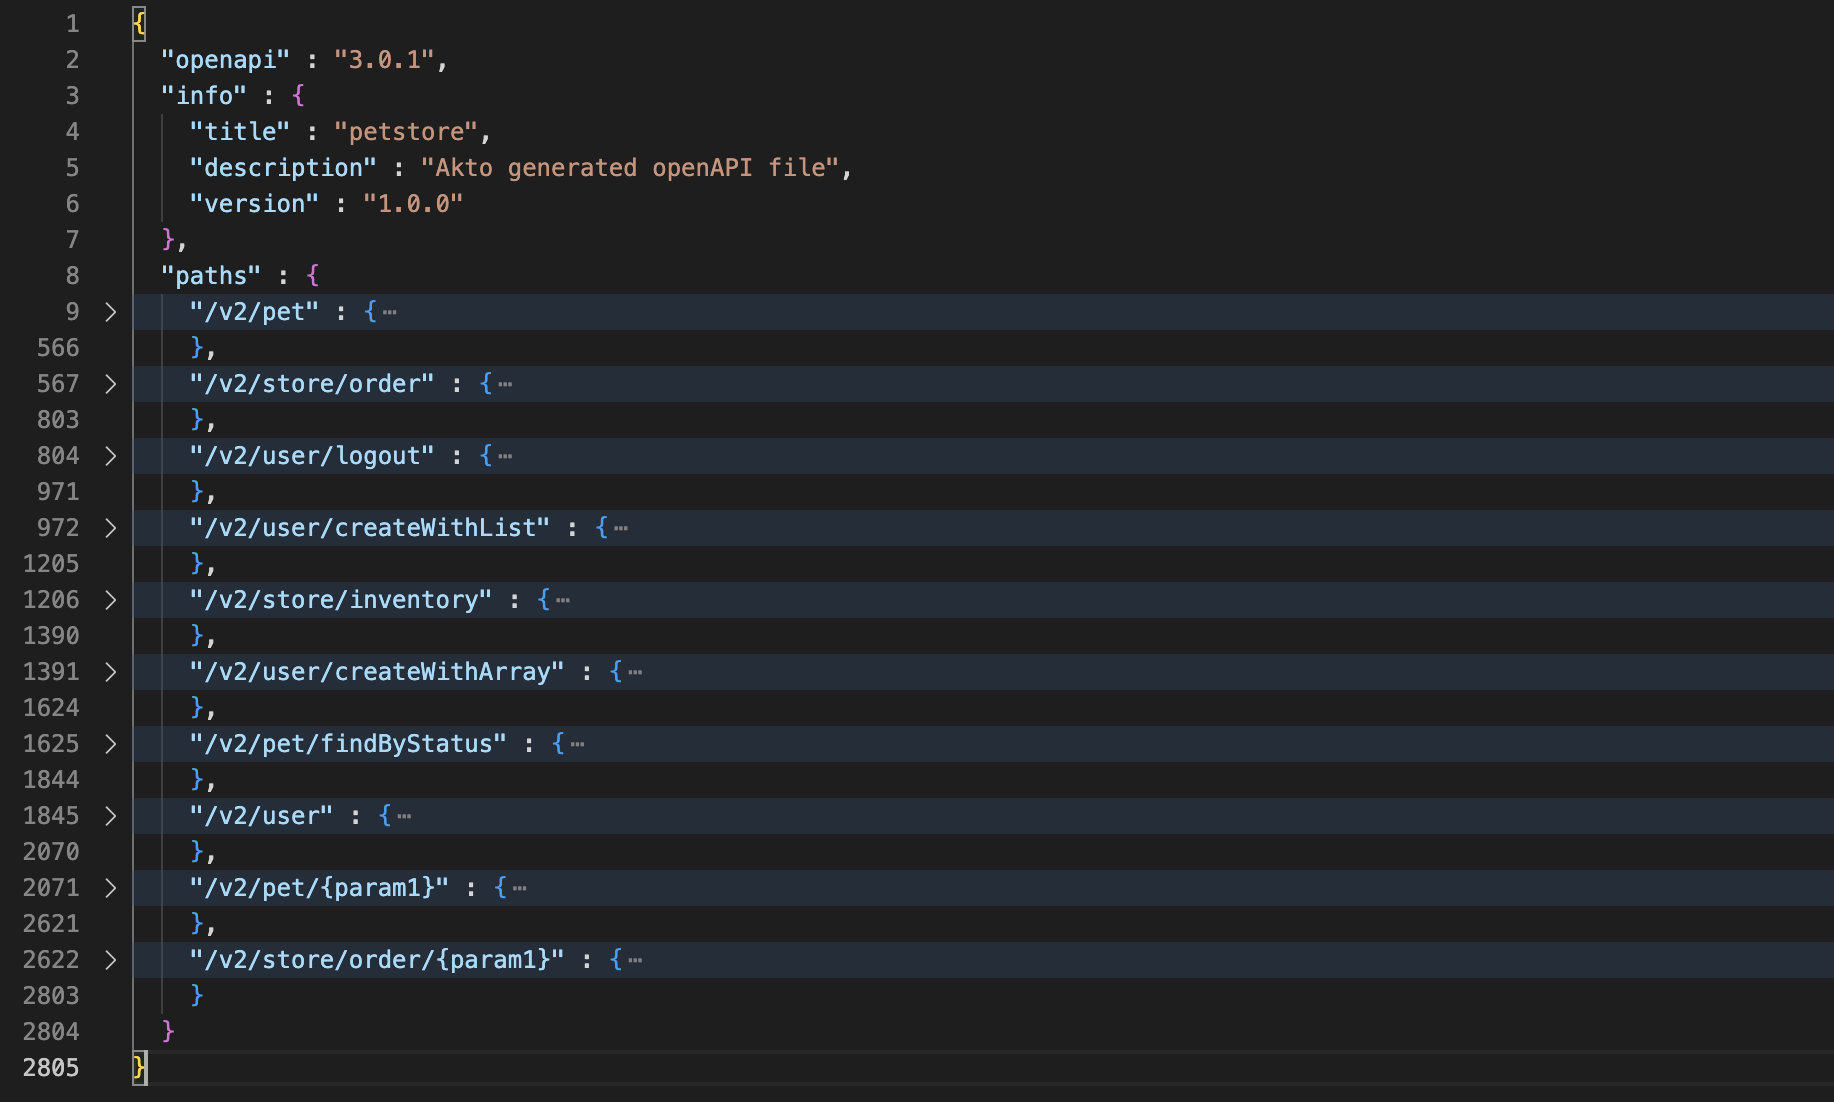 1 {
2 "openapi" : "3.0.1",
3 "info" : {
4 "title" : "petstore",
5 "description" : "Akto generated openAPI file",
6 "version" : "1.0.0"
7 },
8 "paths" : {
9 > "/v2/pet" : {⋯
566 },
567 > "/v2/store/order" : {⋯
803 },
804 > "/v2/user/logout" : {⋯
971 },
972 > "/v2/user/createWithList" : {⋯
1205 },
1206 > "/v2/store/inventory" : {⋯
1390 },
1391 > "/v2/user/createWithArray" : {⋯
1624 },
1625 > "/v2/pet/findByStatus" : {⋯
1844 },
1845 > "/v2/user" : {⋯
2070 },
2071 > "/v2/pet/{param1}" : {⋯
2621 },
2622 > "/v2/store/order/{param1}" : {⋯
2803 }
2804 }
2805 }